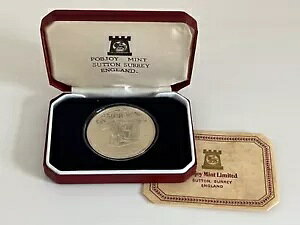 POBJOY MINT
SUTTON SURREY
ENGLAND.
Pobjoy Mint Limited
SUTTON, SURREY
ENGLAND